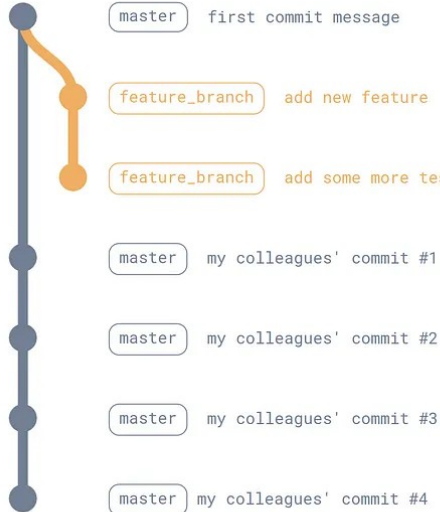 master first commit message
feature_branch add new feature
feature_branch add some more
master my colleagues' commit #1
master my colleagues' commit #2
master my colleagues' commit #3
master my colleagues' commit #4